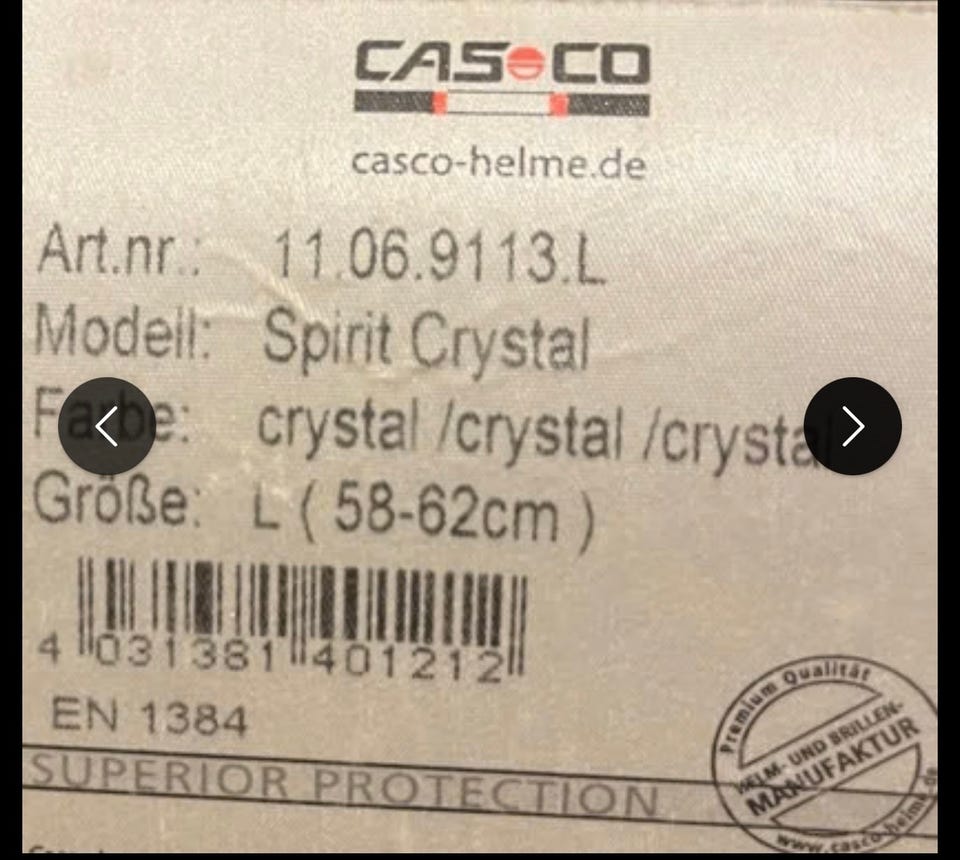 CASCO
casco-helme.de
Art.nr.: 11.06.9113.L
Modell: Spirit Crystal
Farbe: crystal /crystal /crystal
Größe: L ( 58-62cm )
4 031381 401212
EN 1384
SUPERIOR PROTECTION
Premium Qualität
HELM- UND BRILLEN-
MANUFAKTUR
www.casco-helme.de